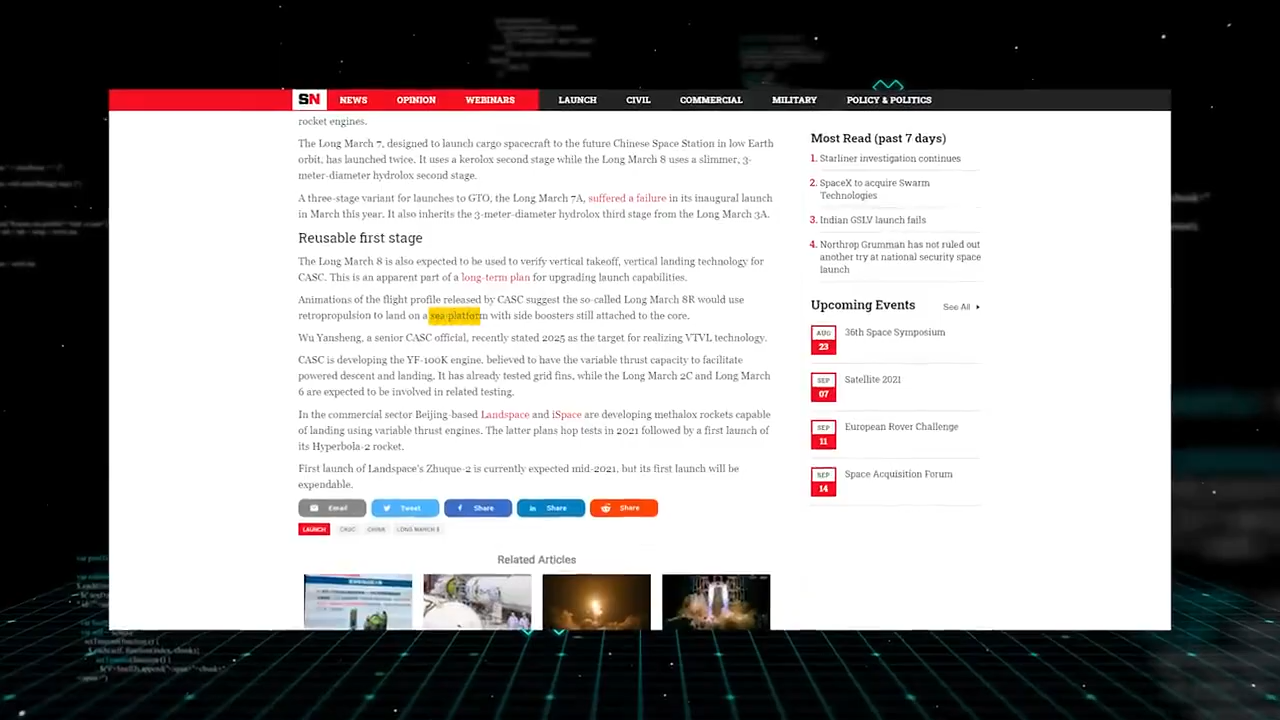 SN NEWS OPINION WEBINARS LAUNCH CIVIL COMMERCIAL MILITARY POLICY & POLITICS
rocket engines.
The Long March 7, designed to launch cargo spacecraft to the future Chinese Space Station in low Earth
orbit, has launched twice. It uses a kerolox second stage while the Long March 8 uses a slimmer, 3-
meter-diameter hydrolox second stage.
A three-stage variant for launches to GTO, the Long March 7A, suffered a failure in its inaugural launch
in March this year. It also inherits the 3-meter-diameter hydrolox third stage from the Long March 3A.
Reusable first stage
The Long March 8 is also expected to be used to verify vertical takeoff, vertical landing technology for
CASC. This is an apparent part of a long-term plan for upgrading launch capabilities.
Animations of the flight profile released by CASC suggest the so-called Long March 8R would use
retropropulsion to land on a sea platform with side boosters still attached to the core.
Wu Yansheng, a senior CASC official, recently stated 2025 as the target for realizing VTVL technology.
CASC is developing the YF-100K engine, believed to have the variable thrust capacity to facilitate
powered descent and landing. It has already tested grid fins, while the Long March 2C and Long March
6 are expected to be involved in related testing.
In the commercial sector Beijing-based Landspace and iSpace are developing methalox rockets capable
of landing using variable thrust engines. The latter plans hop tests in 2021 followed by a first launch of
its Hyperbola-2 rocket.
First launch of Landspace's Zhuque-2 is currently expected mid-2021, but its first launch will be
expendable.
Email Tweet Share Share Share
LAUNCH CASC CHINA LONG MARCH 8
Related Articles
Most Read (past 7 days)
1. Starliner investigation continues
2. SpaceX to acquire Swarm
Technologies
3. Indian GSLV launch fails
4. Northrop Grumman has not ruled out
another try at national security space
launch
Upcoming Events See All
AUG
23
36th Space Symposium
SEP
07
Satellite 2021
SEP
11
European Rover Challenge
SEP
14
Space Acquisition Forum